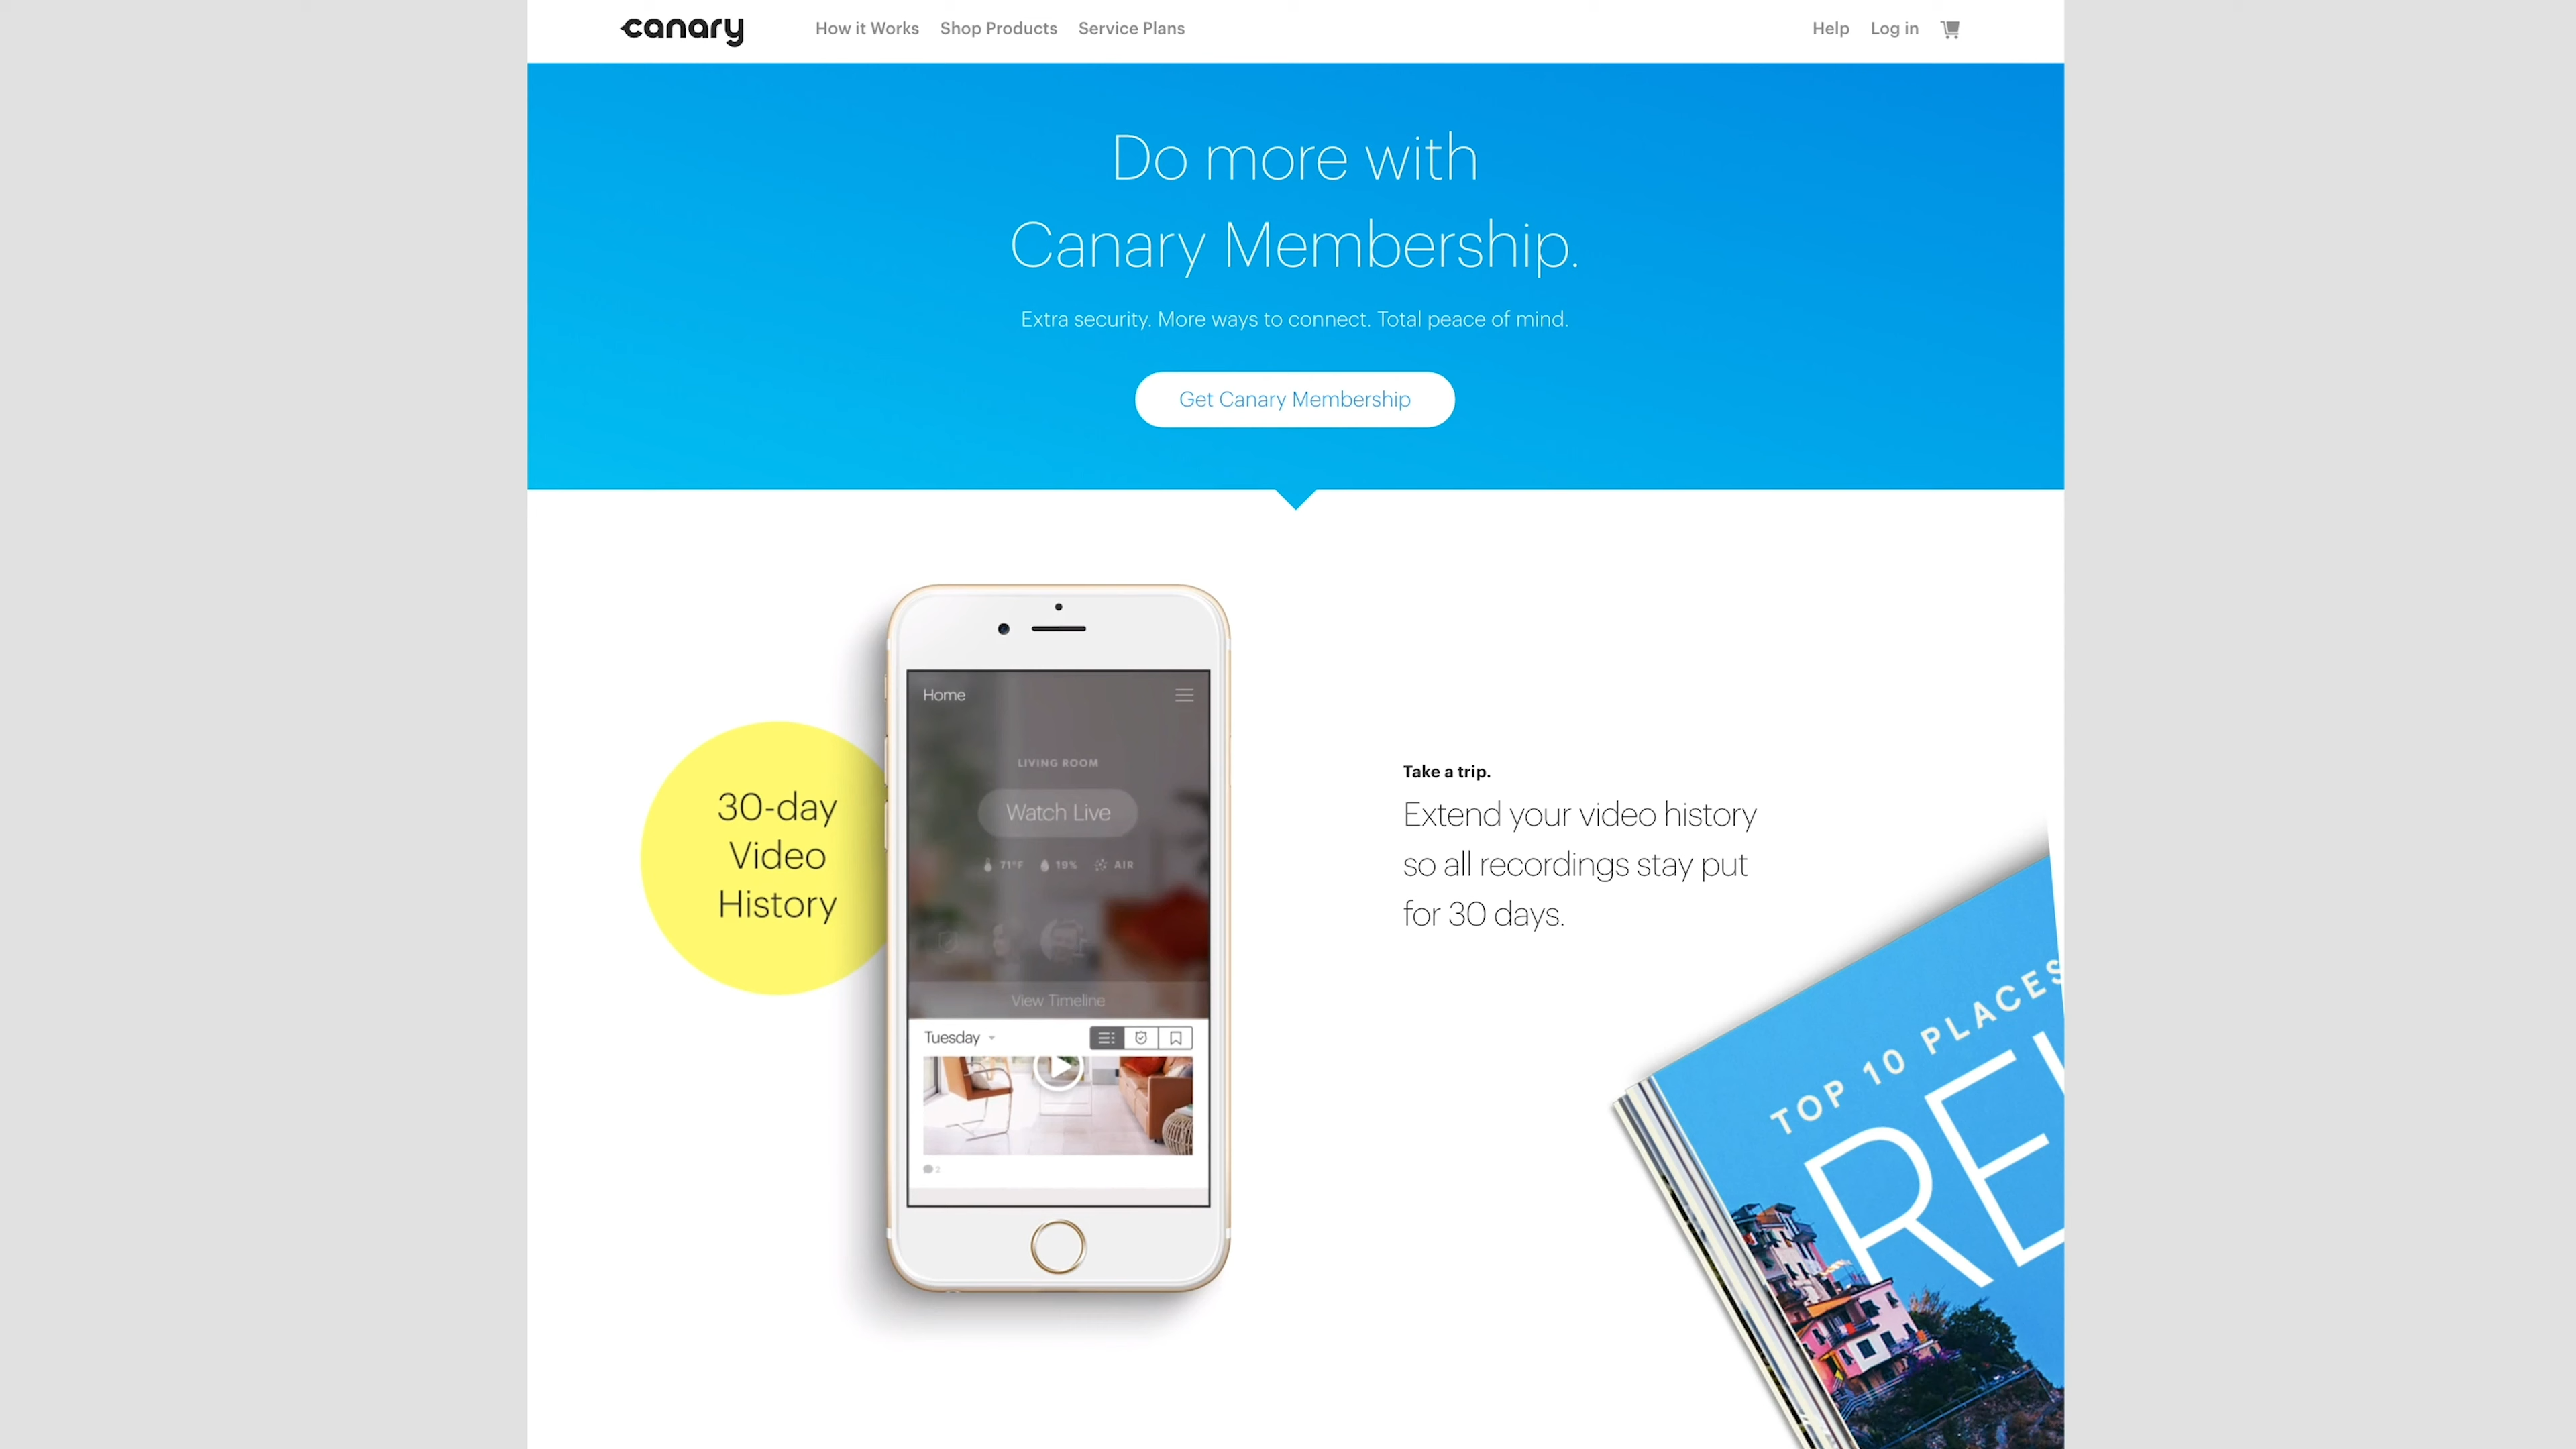 canary
How it Works
Shop Products
Service Plans
Help
Log in
Do more with
Canary Membership.
Extra security. More ways to connect. Total peace of mind.
Get Canary Membership
30-day
Video
History
Home
LIVING ROOM
Watch Live
71°F
19%
AIR
View Timeline
Tuesday
Take a trip.
Extend your video history
so all recordings stay put
for 30 days.
TOP 10 PLACES
RE